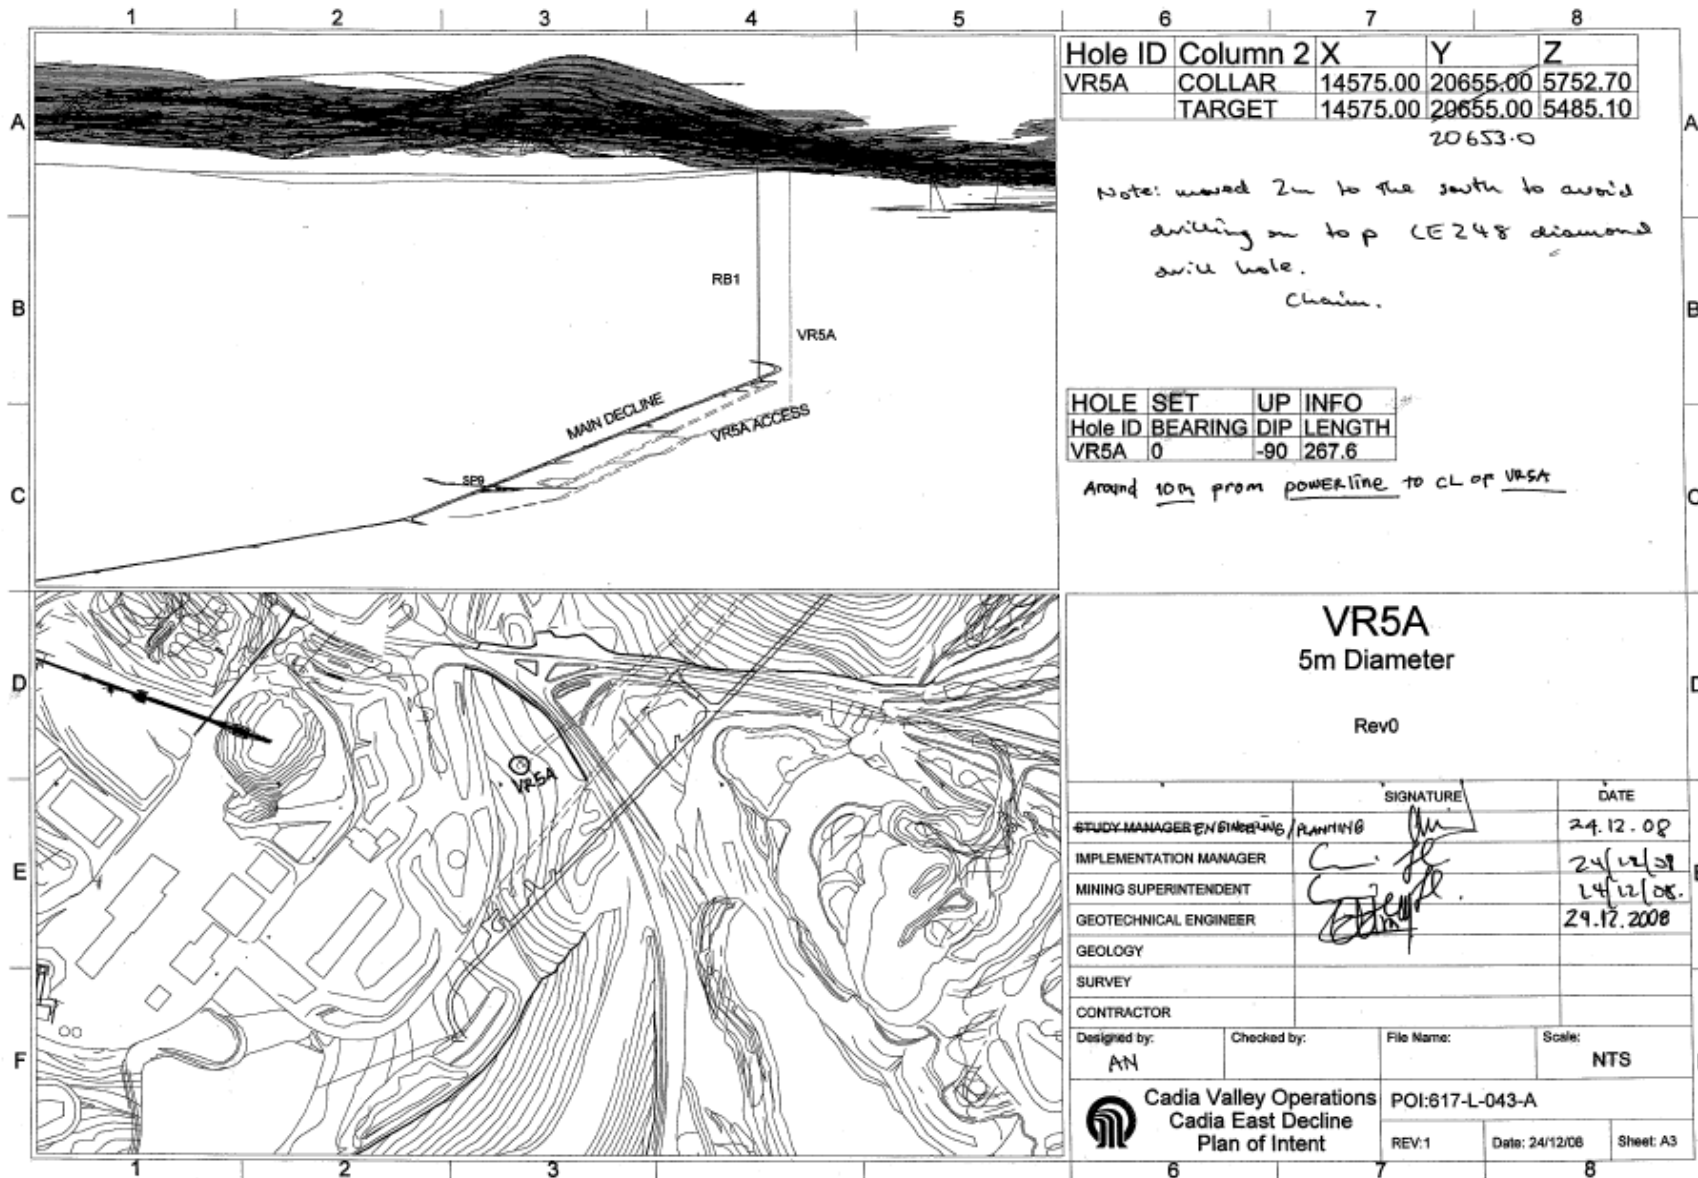 1 2 3 4 5 6 7 8
A
B
C
D
E
F
RB1
VR5A
MAIN DECLINE
VR5A ACCESS
SP9
VR5A
Hole ID Column 2 X Y Z
VR5A COLLAR 14575.00 20655.00 5752.70
TARGET 14575.00 20655.00 5485.10
20653.0
Note: moved 2m to the south to avoid
drilling on top CE248 diamond
drill hole.
HOLE SET UP INFO
Hole ID BEARING DIP LENGTH
VR5A 0 -90 267.6
Around 10m from POWERline to CL of VR5A
VR5A
5m Diameter
Rev0
SIGNATURE DATE
STUDY MANAGER ENGINEERING/PLANNING 24.12.08
IMPLEMENTATION MANAGER 24/12/08
MINING SUPERINTENDENT 24/12/08.
GEOTECHNICAL ENGINEER 29.12.2008
GEOLOGY
SURVEY
CONTRACTOR
Designed by: Checked by: File Name: Scale:
AN NTS
Cadia Valley Operations POI:617-L-043-A
Cadia East Decline
Plan of Intent REV:1 Date: 24/12/08 Sheet: A3
A
B
C
D
E
1 2 3 6 7 8